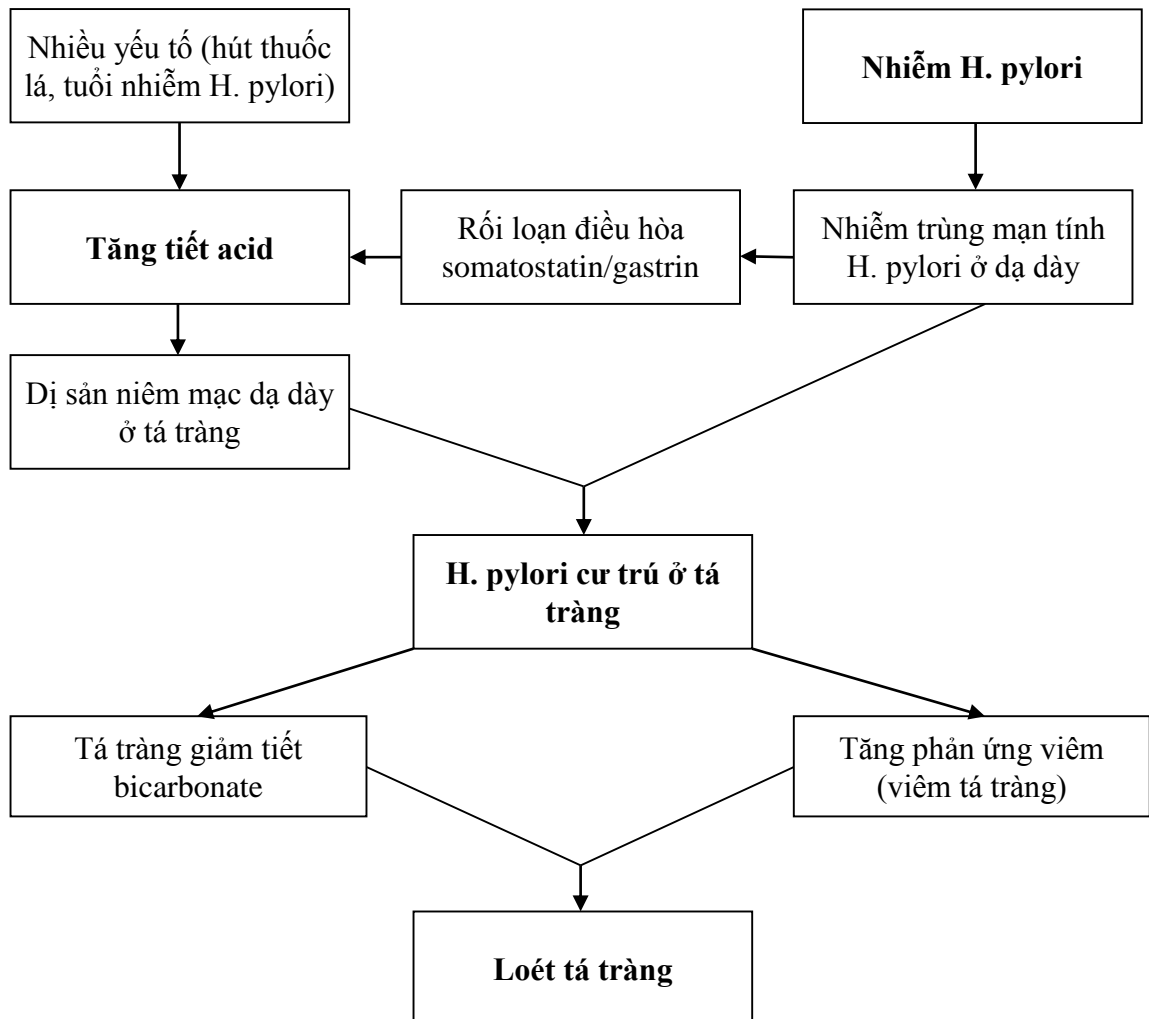 Nhiều yếu tố (hút thuốc
lá, tuổi nhiễm H. pylori)
Nhiễm H. pylori
Tăng tiết acid
Rối loạn điều hòa
somatostatin/gastrin
Nhiễm trùng mạn tính
H. pylori ở dạ dày
Dị sản niêm mạc dạ dày
ở tá tràng
H. pylori cư trú ở tá
tràng
Tá tràng giảm tiết
bicarbonate
Tăng phản ứng viêm
(viêm tá tràng)
Loét tá tràng